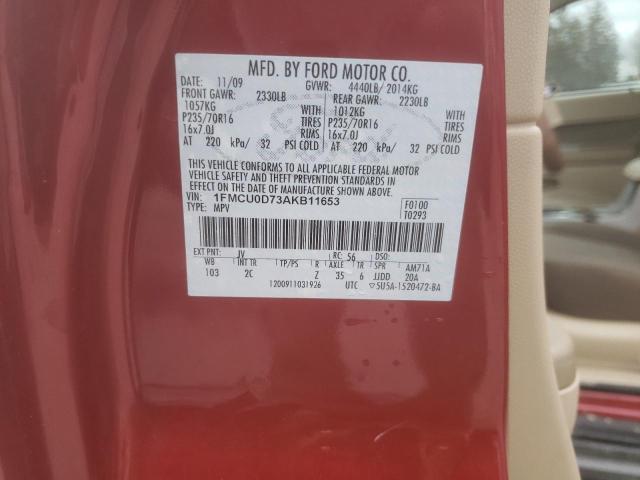 MFD. BY FORD MOTOR CO.
DATE: 11/09 GVWR: 4440LB/ 2014KG
FRONT GAWR: 2330LB REAR GAWR: 2230LB
1057KG WITH 1012KG WITH
P235/70R16 TIRES P235/70R16 TIRES
16x7.0J RIMS 16x7.0J RIMS
AT 220 kPa/ 32 PSI COLD AT 220 kPa/ 32 PSI COLD
THIS VEHICLE CONFORMS TO ALL APPLICABLE FEDERAL MOTOR
VEHICLE SAFETY AND THEFT PREVENTION STANDARDS IN
EFFECT ON THE DATE OF MANUFACTURE SHOWN ABOVE.
VIN: 1FMCU0D73AKB11653 F0100
TYPE: MPV T0293
EXT PNT: JV RC: 56
WB INT TR TP/PS R AXLE TR SPR AM71A
103 2C Z 35 6 JJDD 20A
1200911031926 UTC ▽5U5A-1520472-BA